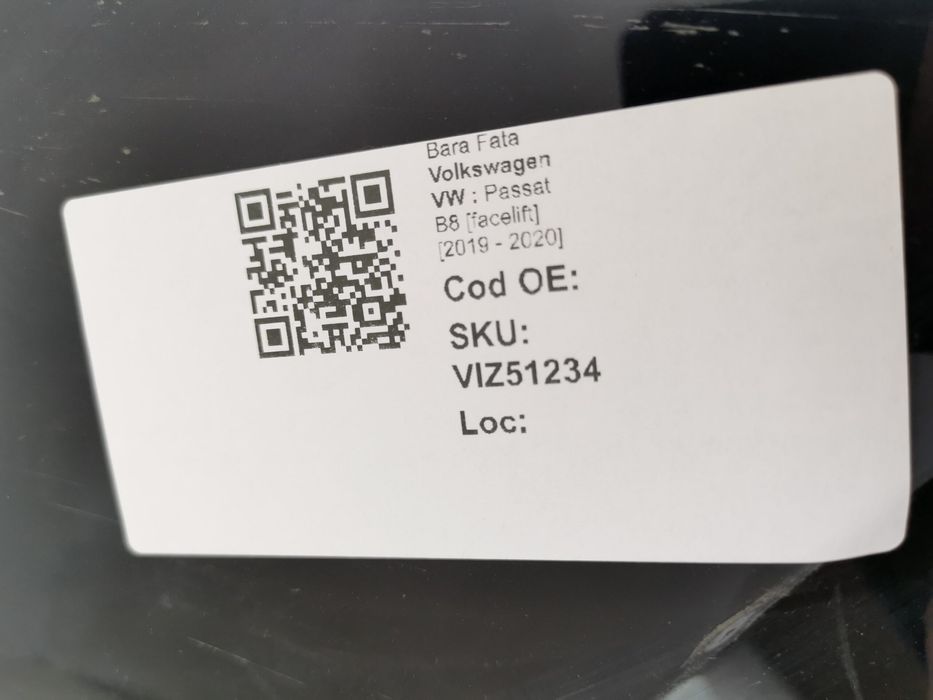 Bara Fata
Volkswagen
VW : Passat
B8 [facelift]
[2019 - 2020]
Cod OE:
SKU:
VIZ51234
Loc: